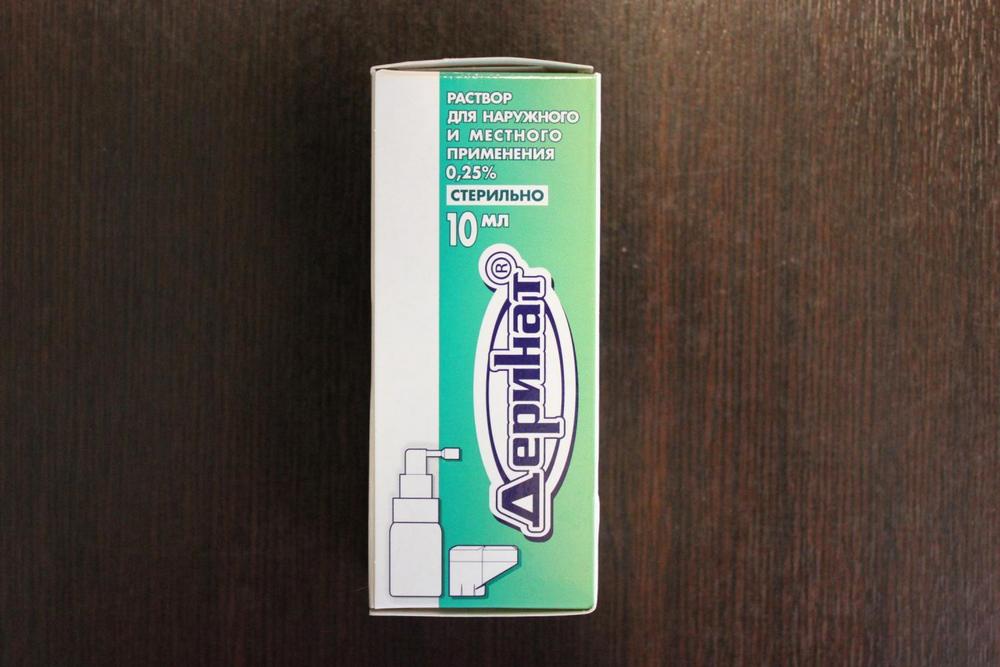 РАСТВОР
ДЛЯ НАРУЖНОГО
И МЕСТНОГО
ПРИМЕНЕНИЯ
0,25%
СТЕРИЛЬНО
10 МЛ
Деринат®